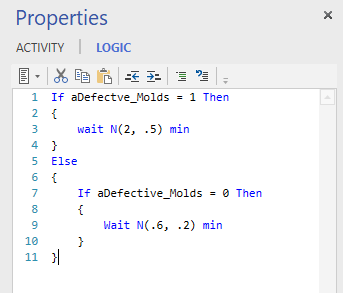 Properties
ACTIVITY | LOGIC
1 If aDefectve_Molds = 1 Then
2 {
3 wait N(2, .5) min
4 }
5 Else
6 {
7 If aDefective_Molds = 0 Then
8 {
9 Wait N(.6, .2) min
10 }
11 }